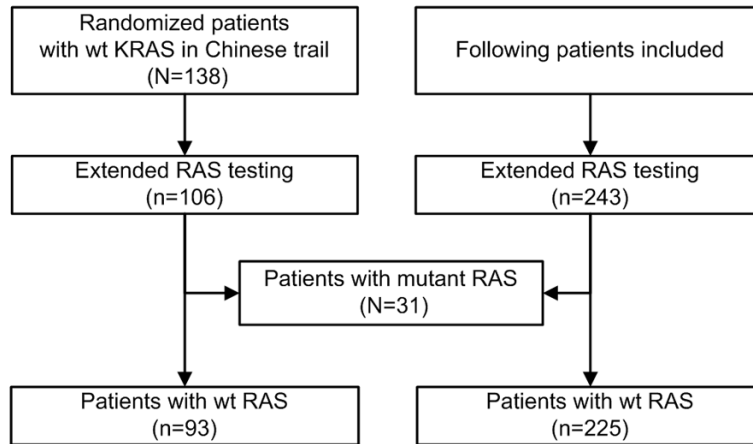 Randomized patients
with wt KRAS in Chinese trail
(N=138)
Following patients included
Extended RAS testing
(n=106)
Extended RAS testing
(n=243)
Patients with mutant RAS
(N=31)
Patients with wt RAS
(n=93)
Patients with wt RAS
(n=225)